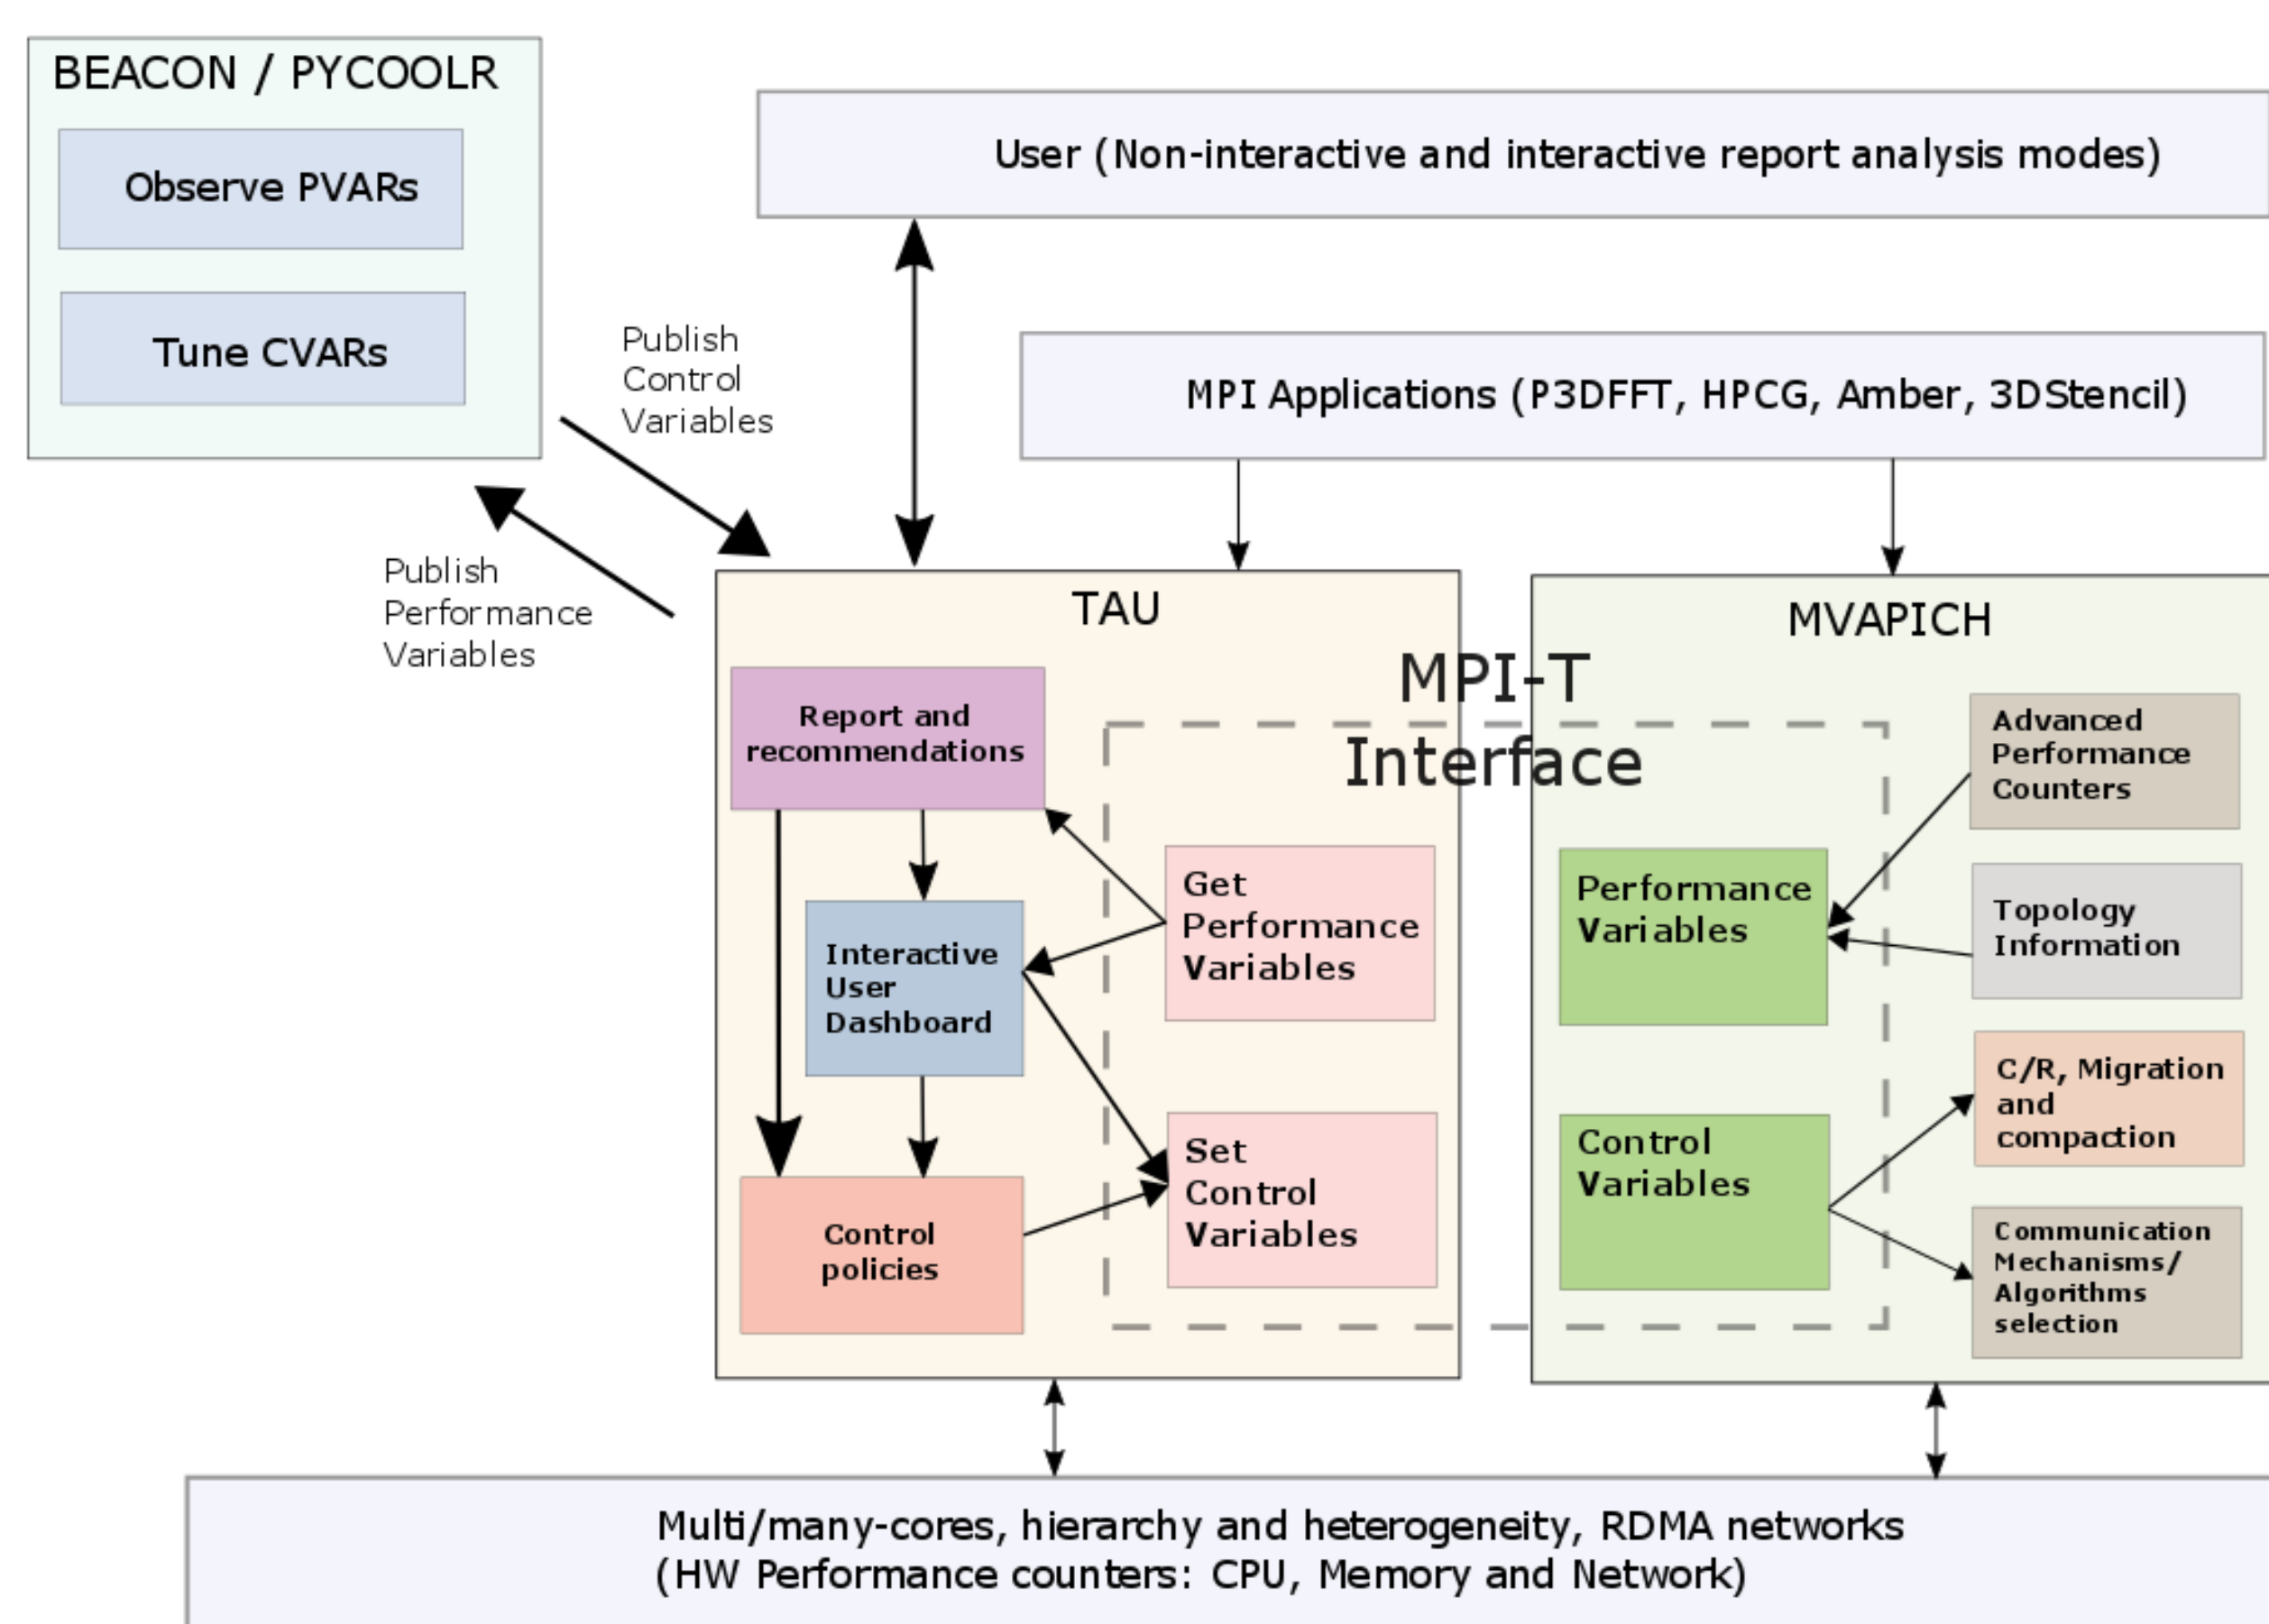 BEACON / PYCOOLR
Observe PVARs
Tune CVARs
User (Non-interactive and interactive report analysis modes)
Publish
Control
Variables
MPI Applications (P3DFFT, HPCG, Amber, 3DStencil)
Publish
Performance
Variables
TAU
MVAPICH
MPI-T
Interface
Report and
recommendations
Get
Performance
Variables
Interactive
User
Dashboard
Set
Control
Variables
Control
policies
Performance
Variables
Control
Variables
Advanced
Performance
Counters
Topology
Information
C/R, Migration
and
compaction
Communication
Mechanisms/
Algorithms
selection
Multi/many-cores, hierarchy and heterogeneity, RDMA networks
(HW Performance counters: CPU, Memory and Network)